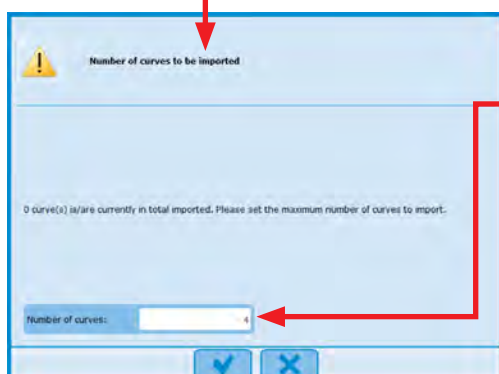 Number of curves to be imported
0 curve(s) is/are currently in total imported. Please set the maximum number of curves to import.
Number of curves:
4